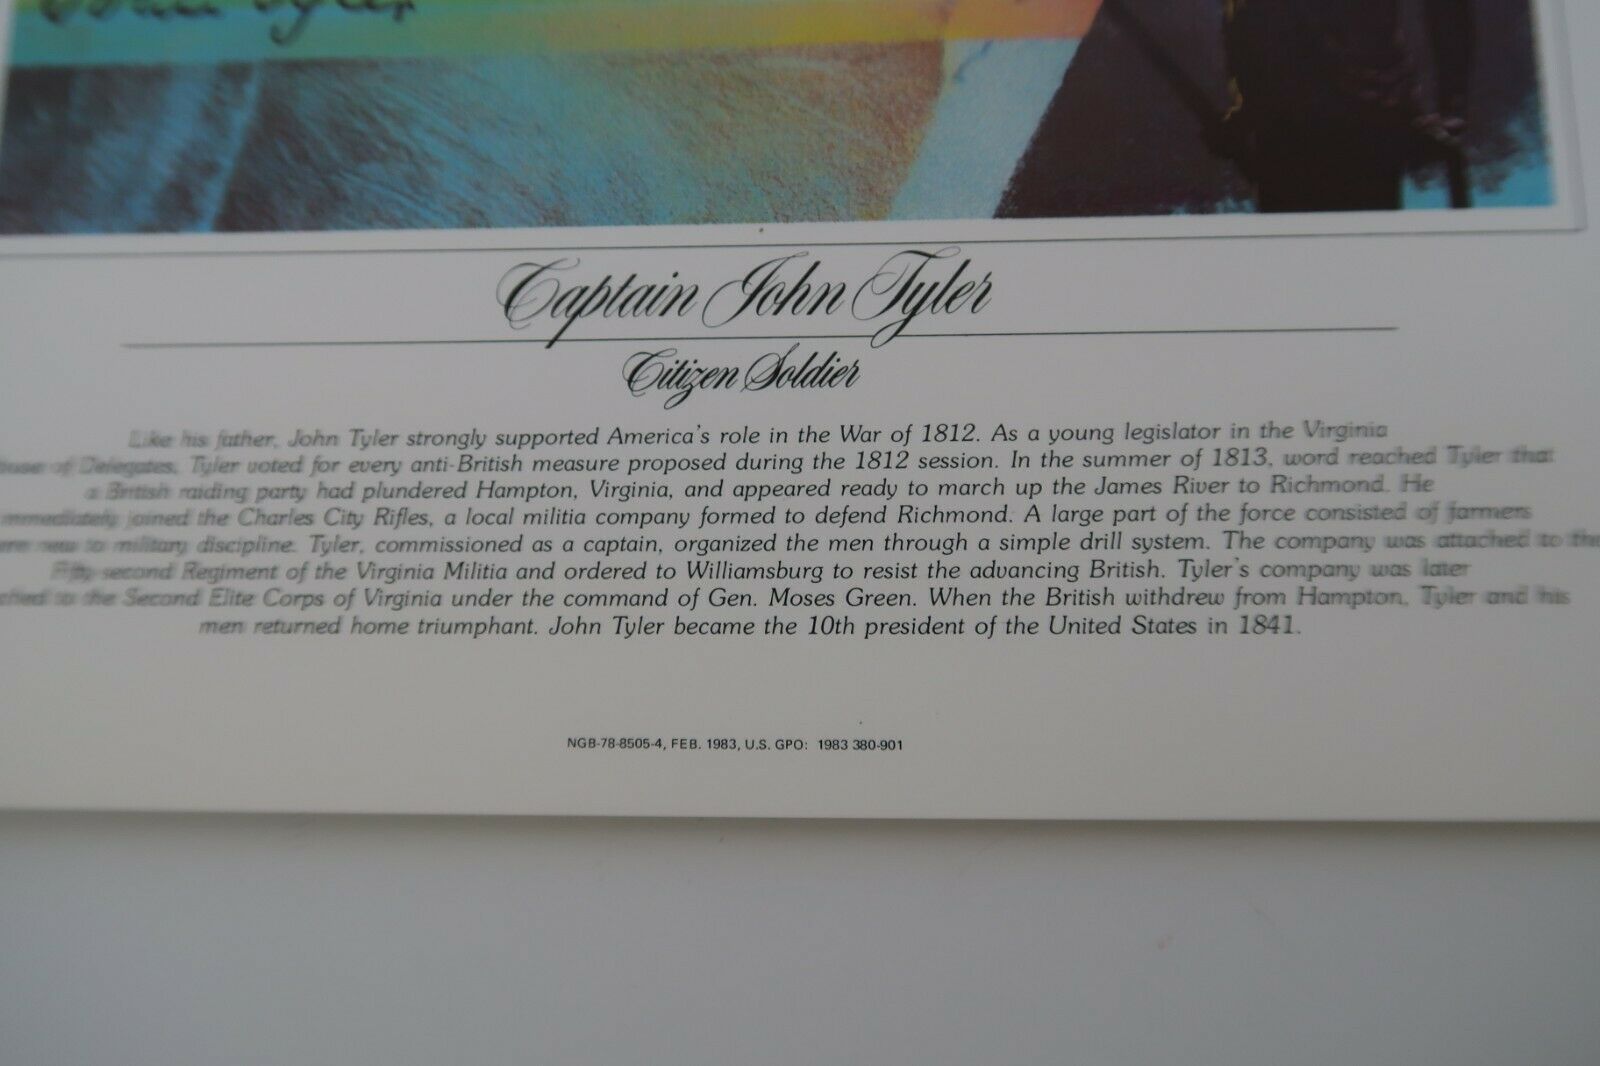 John Tyler
Captain John Tyler
Citizen Soldier
Like his father, John Tyler strongly supported America's role in the War of 1812. As a young legislator in the Virginia
of Delegates, Tyler voted for every anti-British measure proposed during the 1812 session. In the summer of 1813, word reached Tyler that
a British raiding party had plundered Hampton, Virginia, and appeared ready to march up the James River to Richmond. He
immediately joined the Charles City Rifles, a local militia company formed to defend Richmond. A large part of the force consisted of farmers
new to military discipline. Tyler, commissioned as a captain, organized the men through a simple drill system. The company was attached to the
Fifty-second Regiment of the Virginia Militia and ordered to Williamsburg to resist the advancing British. Tyler's company was later
to the Second Elite Corps of Virginia under the command of Gen. Moses Green. When the British withdrew from Hampton, Tyler and his
men returned home triumphant. John Tyler became the 10th president of the United States in 1841.
NGB-78-8505-4, FEB. 1983, U.S. GPO: 1983 380-901